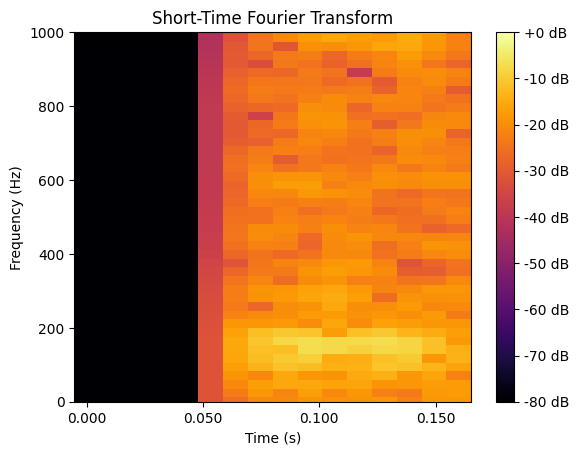 Short-Time Fourier Transform
1000
800
600
400
200
0
Frequency (Hz)
0.000
0.050
0.100
0.150
Time (s)
+0 dB
-10 dB
-20 dB
-30 dB
-40 dB
-50 dB
-60 dB
-70 dB
-80 dB